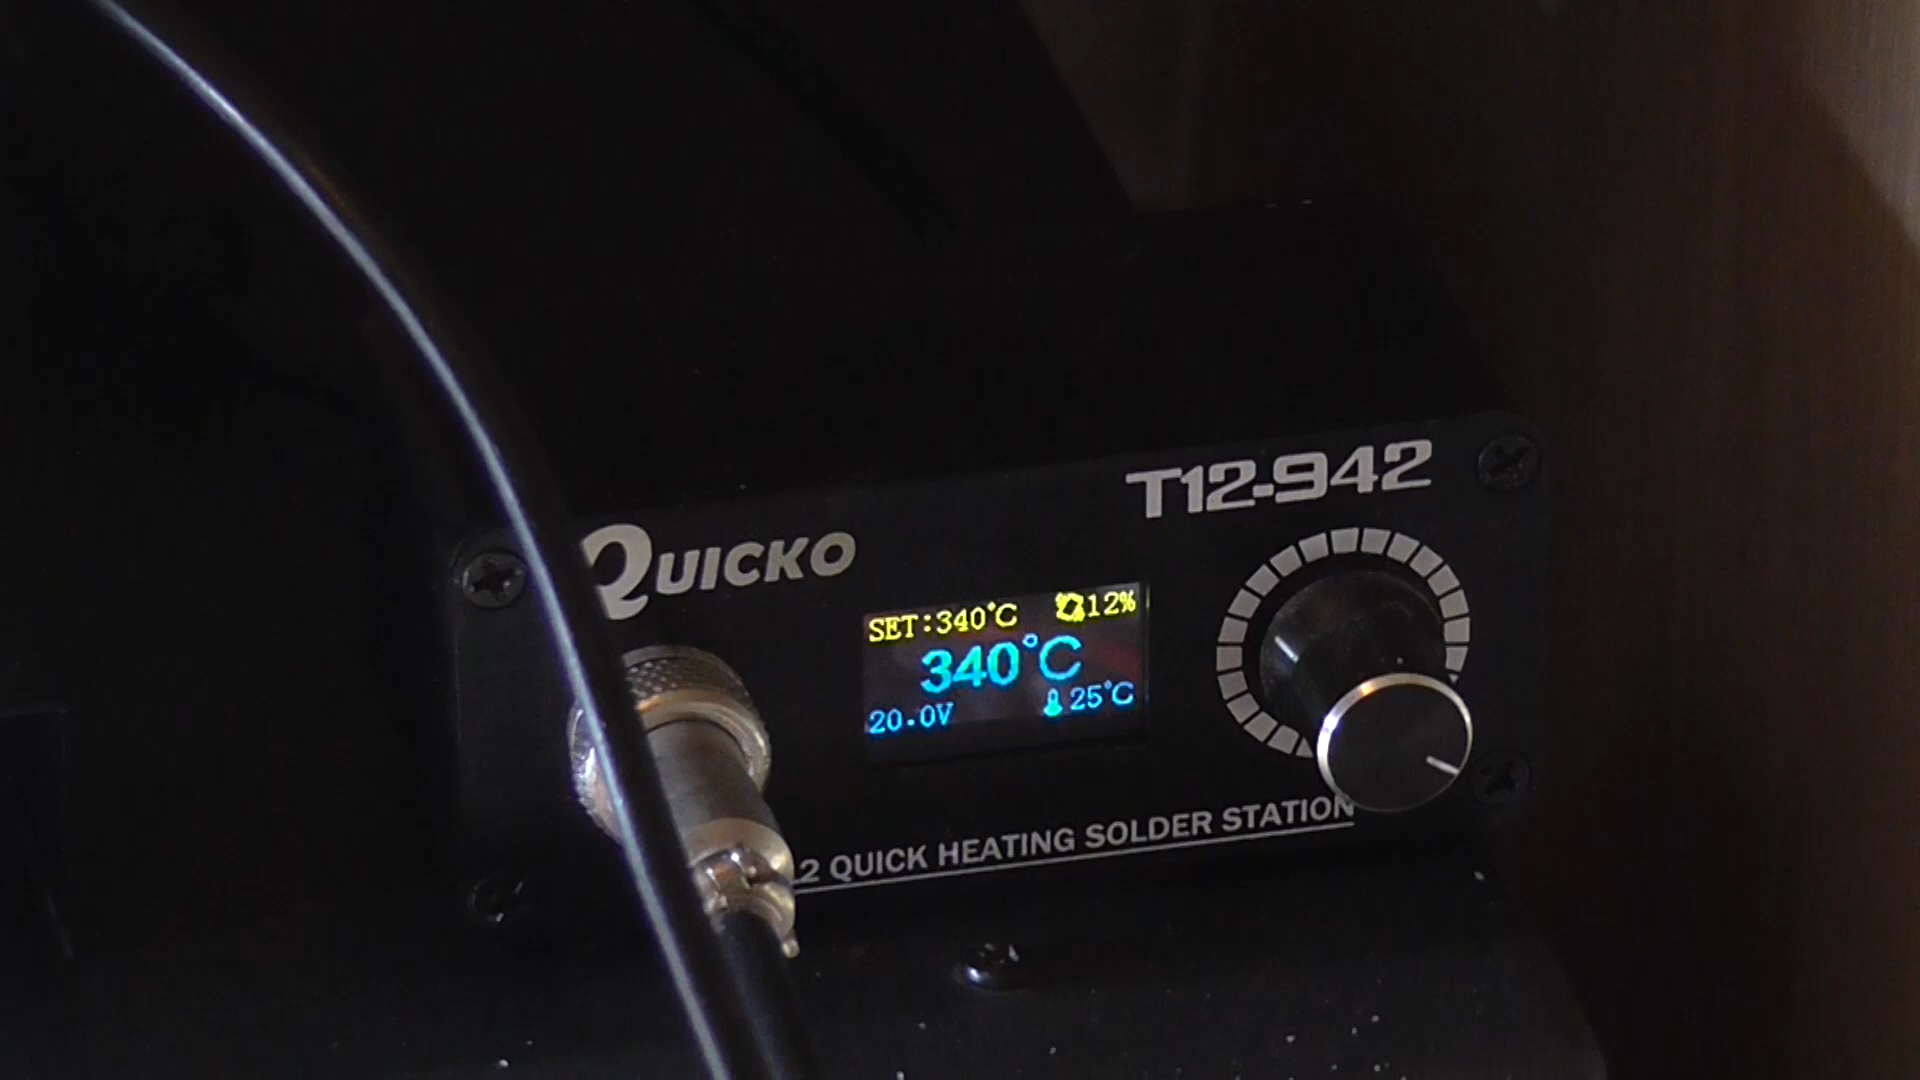 QUICKO
T12-942
SET:340°C 12%
340°C
20.0V 25°C
2 QUICK HEATING SOLDER STATION